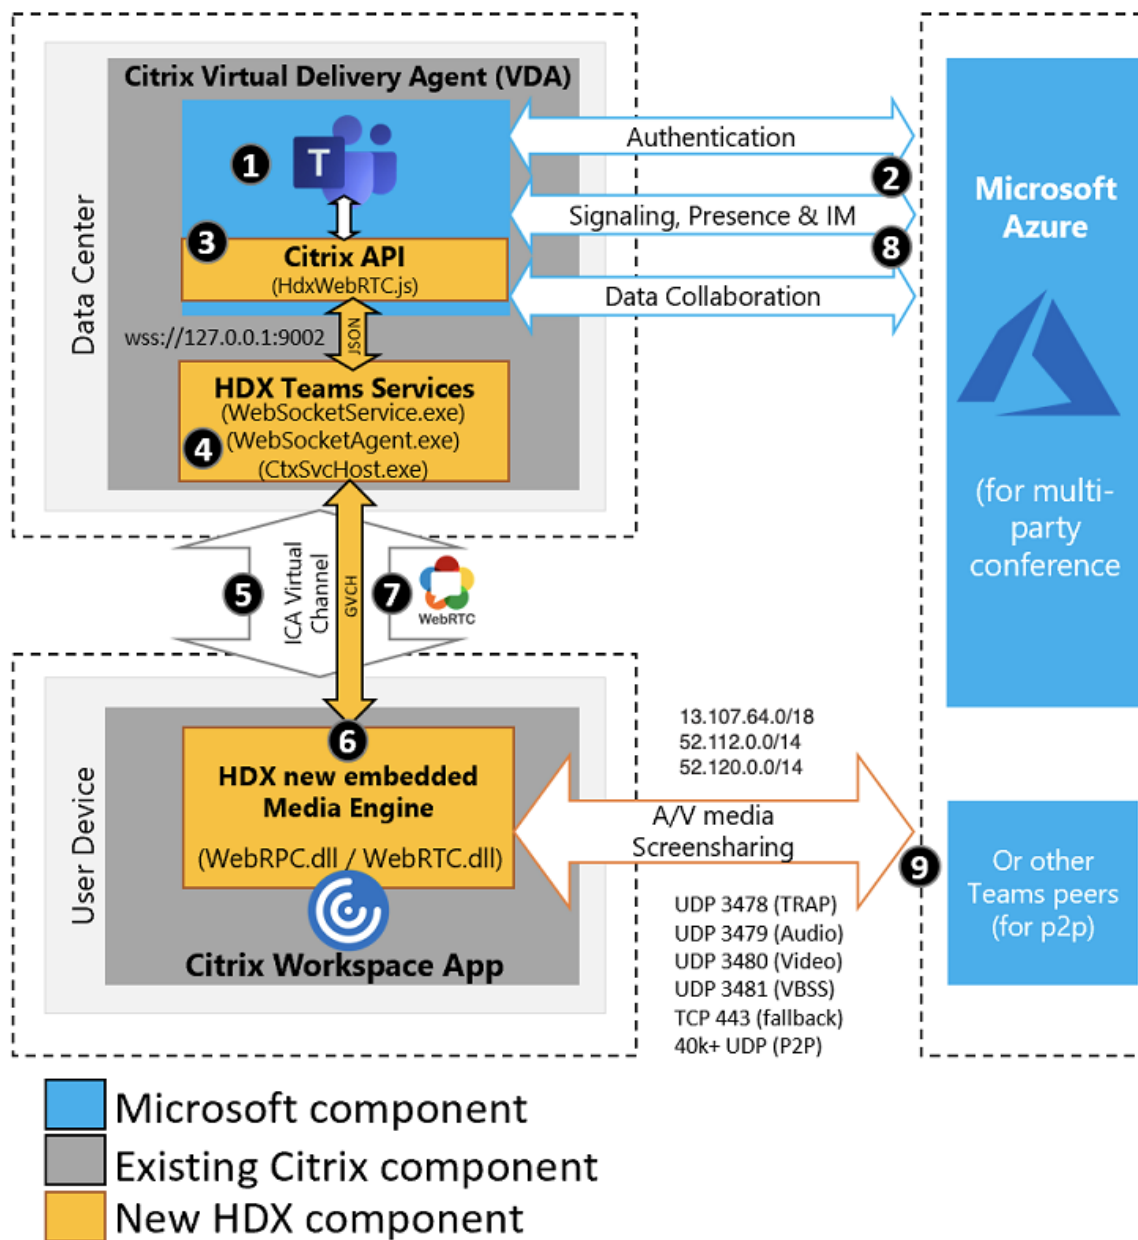 Citrix Virtual Delivery Agent (VDA)
Data Center
1
T
3
Citrix API
(HdxWebRTC.js)
wss://127.0.0.1:9002
JSON
HDX Teams Services
(WebSocketService.exe)
4
(WebSocketAgent.exe)
(CtxSvcHost.exe)
Authentication
2
Signaling, Presence & IM
8
Data Collaboration
Microsoft
Azure
(for multi-
party
conference
5
ICA Virtual
Channel
GVCH
7
WebRTC
User Device
6
HDX new embedded
Media Engine
(WebRPC.dll / WebRTC.dll)
Citrix Workspace App
13.107.64.0/18
52.112.0.0/14
52.120.0.0/14
A/V media
Screensharing
9
UDP 3478 (TRAP)
UDP 3479 (Audio)
UDP 3480 (Video)
UDP 3481 (VBSS)
TCP 443 (fallback)
40k+ UDP (P2P)
Or other
Teams peers
(for p2p)
Microsoft component
Existing Citrix component
New HDX component